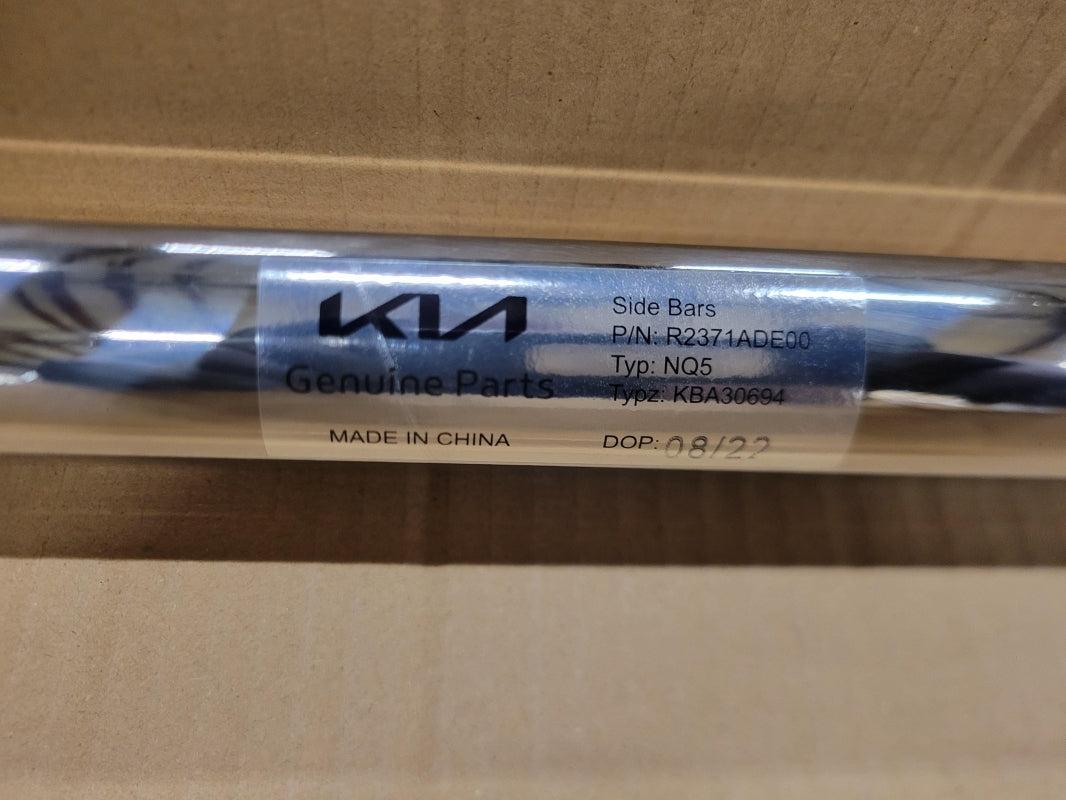 KIA
Genuine Parts
MADE IN CHINA
Side Bars
P/N: R2371ADE00
Typ: NQ5
Typz: KBA30694
DOP: 08/22